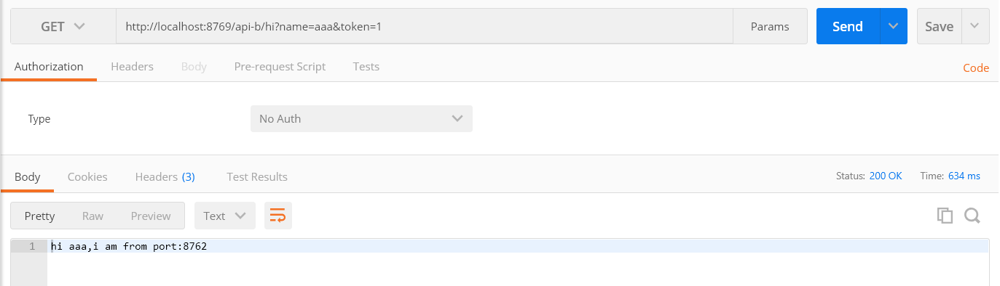 GET http://localhost:8769/api-b/hi?name=aaa&token=1 Params Send Save
Authorization Headers Body Pre-request Script Tests Code
Type No Auth
Body Cookies Headers (3) Test Results Status: 200 OK Time: 634 ms
Pretty Raw Preview Text
1 hi aaa,i am from port:8762